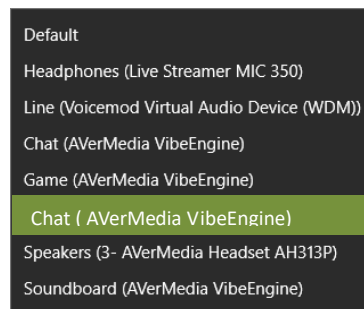 Default
Headphones (Live Streamer MIC 350)
Line (Voicemod Virtual Audio Device (WDM))
Chat (AVerMedia VibeEngine)
Game (AVerMedia VibeEngine)
Chat ( AVerMedia VibeEngine)
Speakers (3- AVerMedia Headset AH313P)
Soundboard (AVerMedia VibeEngine)